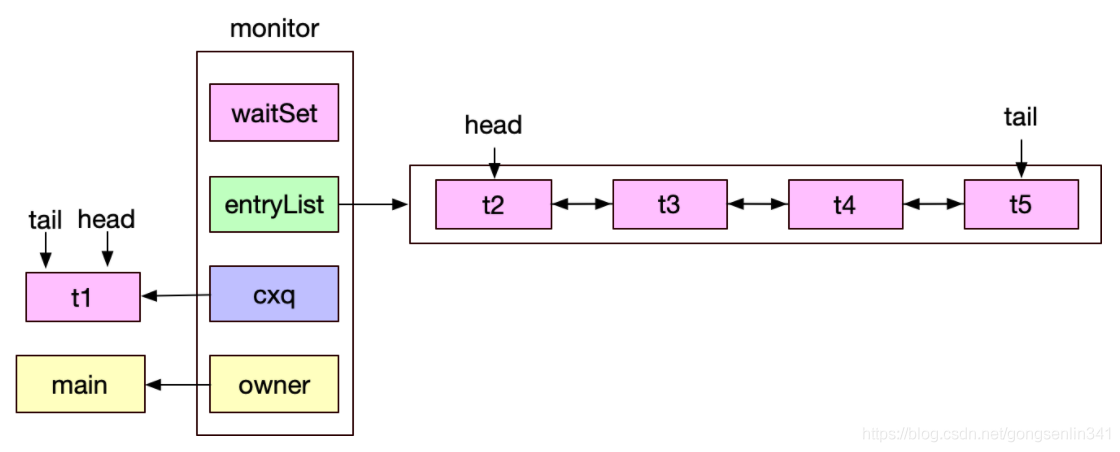 monitor
waitSet
head
tail
entryList
t2
t3
t4
t5
tail
head
t1
cxq
main
owner
https://blog.csdn.net/gongsenlin341